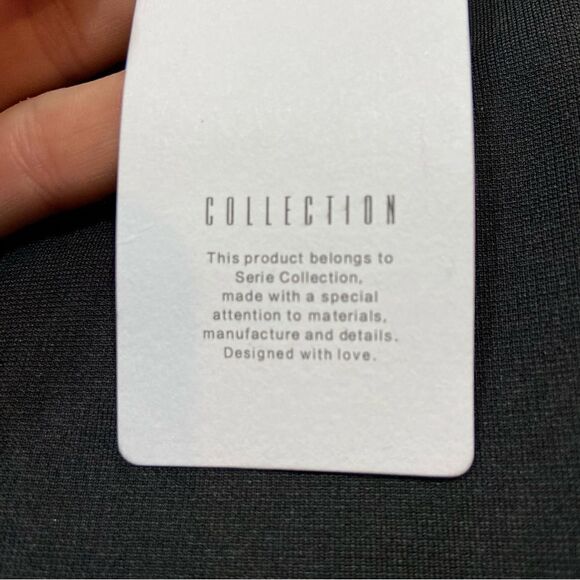 COLLECTION
This product belongs to
Serie Collection,
made with a special
attention to materials,
manufacture and details.
Designed with love.